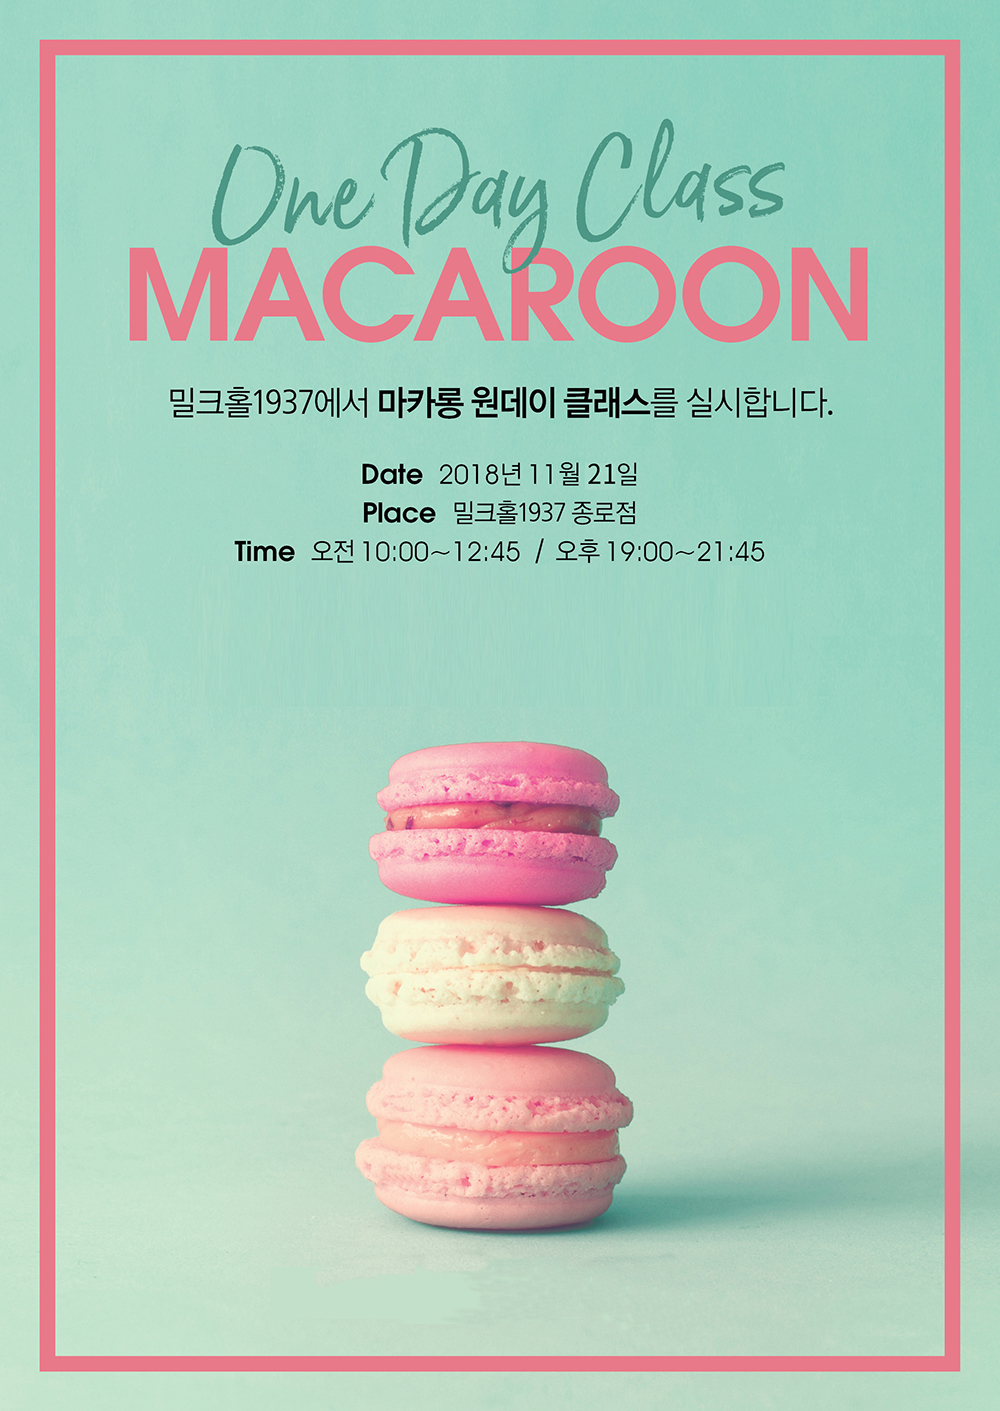 One Day Class
MACAROON
밀크홀1937에서 마카롱 원데이 클래스를 실시합니다.
Date 2018년 11월 21일
Place 밀크홀1937 종로점
Time 오전 10:00~12:45 / 오후 19:00~21:45